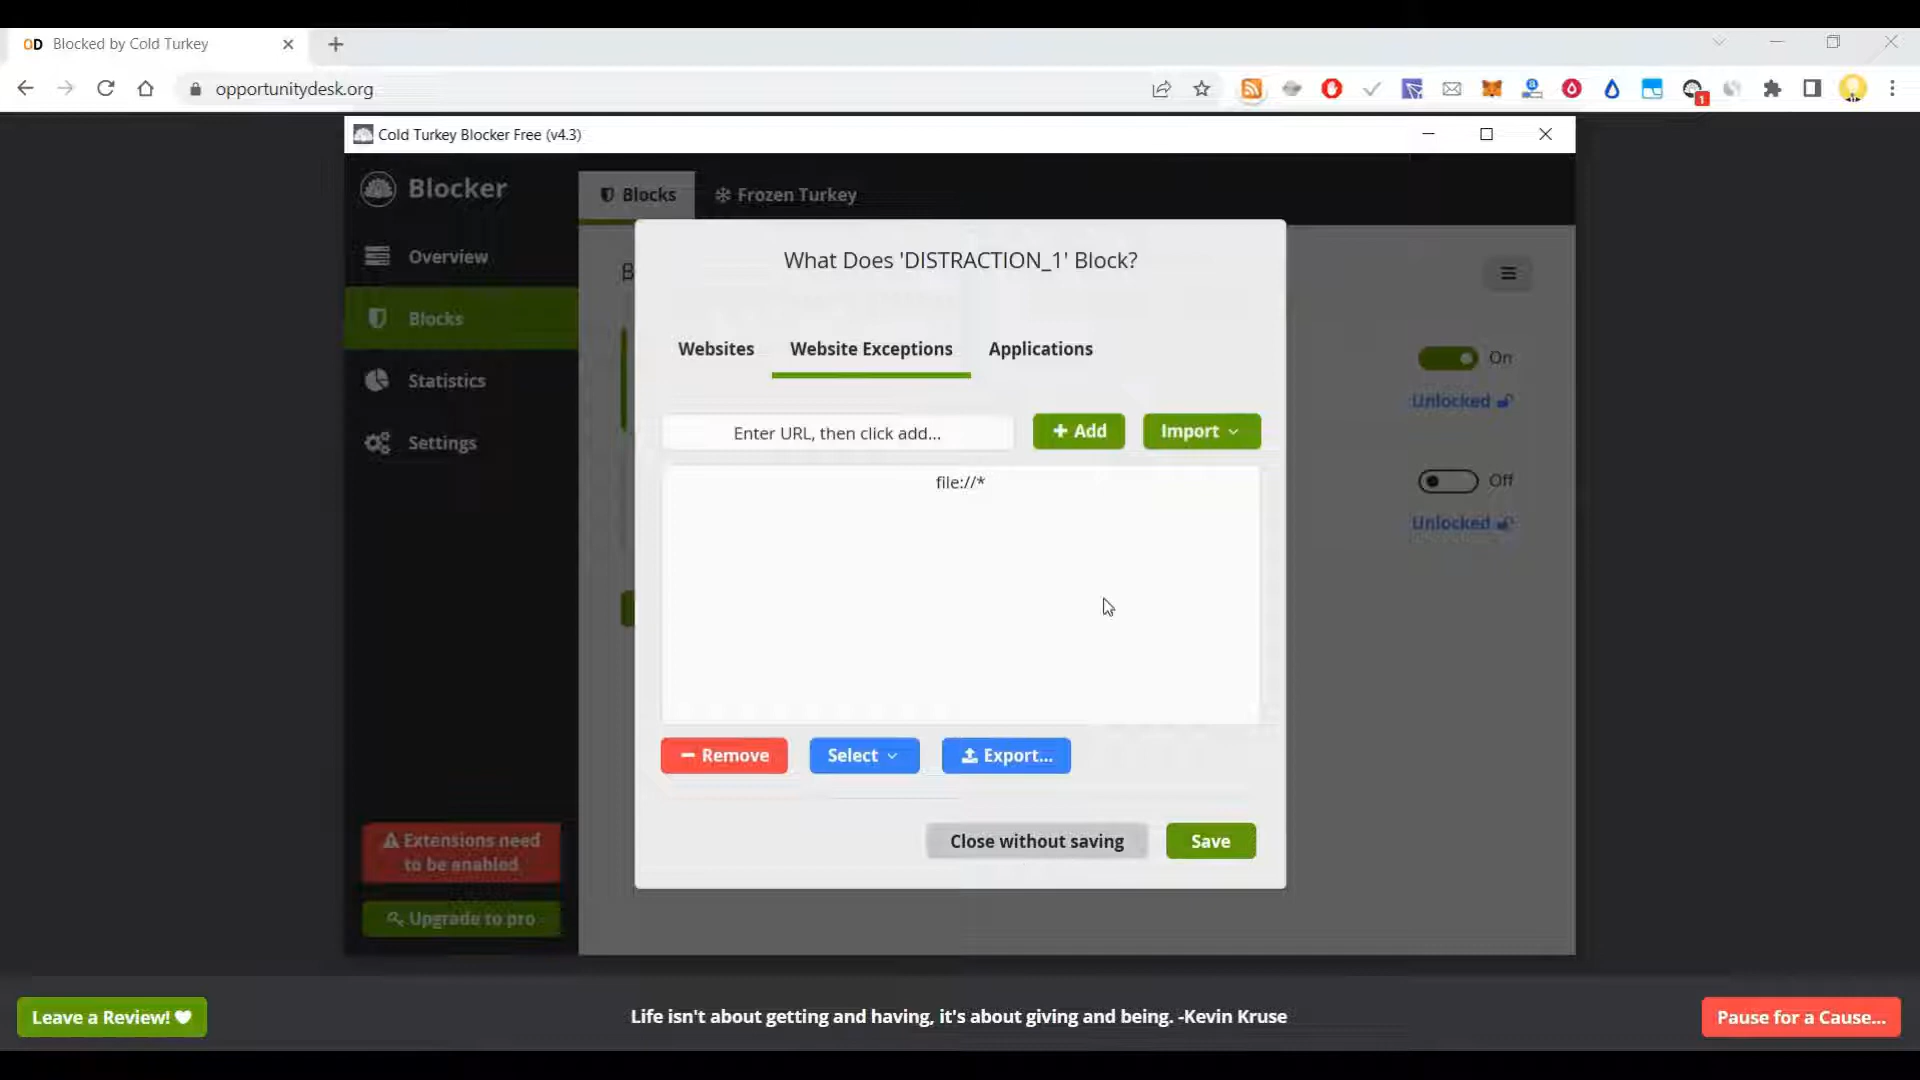 OD Blocked by Cold Turkey
opportunitydesk.org
1
Cold Turkey Blocker Free (v4.3)
Blocker
Blocks
Frozen Turkey
Overview
Blocks
Statistics
Settings
B
What Does 'DISTRACTION_1' Block?
Websites
Website Exceptions
Applications
Enter URL, then click add...
Add
Import
file://*
Remove
Select
Export...
Close without saving
Save
On
Unlocked
Off
Unlocked
Extensions need
to be enabled
Upgrade to pro
Leave a Review!
Life isn't about getting and having, it's about giving and being. -Kevin Kruse
Pause for a Cause...